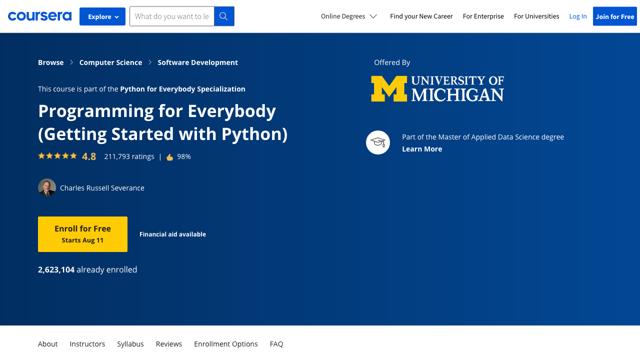 coursera
Explore
What do you want to le
Online Degrees
Find your New Career
For Enterprise
For Universities
Log In
Join for Free
Browse > Computer Science > Software Development
This course is part of the Python for Everybody Specialization
Programming for Everybody
(Getting Started with Python)
4.8 211,793 ratings | 98%
Charles Russell Severance
Enroll for Free
Starts Aug 11
Financial aid available
2,623,104 already enrolled
Offered By
M UNIVERSITY OF
MICHIGAN
Part of the Master of Applied Data Science degree
Learn More
About Instructors Syllabus Reviews Enrollment Options FAQ